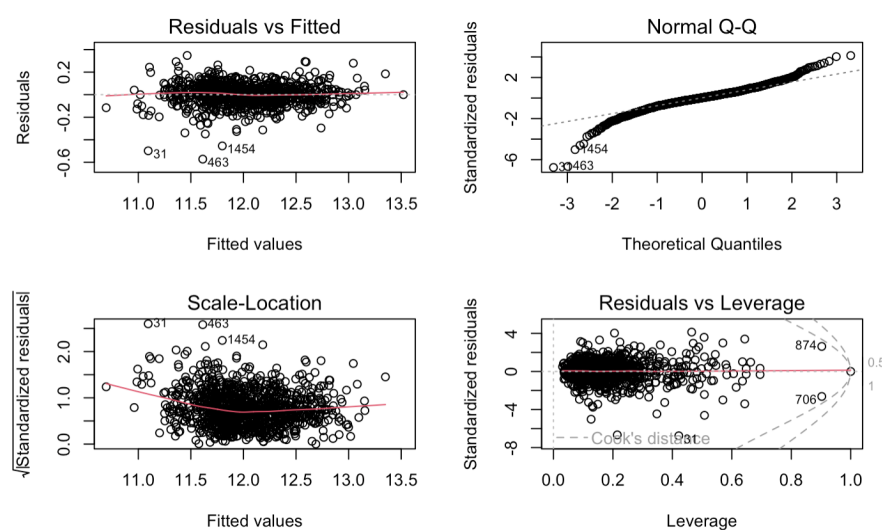 Residuals vs Fitted
Residuals
0.2
-0.2
-0.6
31
463
1454
11.0 11.5 12.0 12.5 13.0 13.5
Fitted values
Normal Q-Q
Standardized residuals
2
-2
-6
1454
31
463
-3 -2 -1 0 1 2 3
Theoretical Quantiles
Scale-Location
√|Standardized residuals|
2.0
1.0
0.0
31
463
1454
11.0 11.5 12.0 12.5 13.0 13.5
Fitted values
Residuals vs Leverage
Standardized residuals
4
0
-4
-8
874
706
31
Cook's distance
0.5
1
0.0 0.2 0.4 0.6 0.8 1.0
Leverage